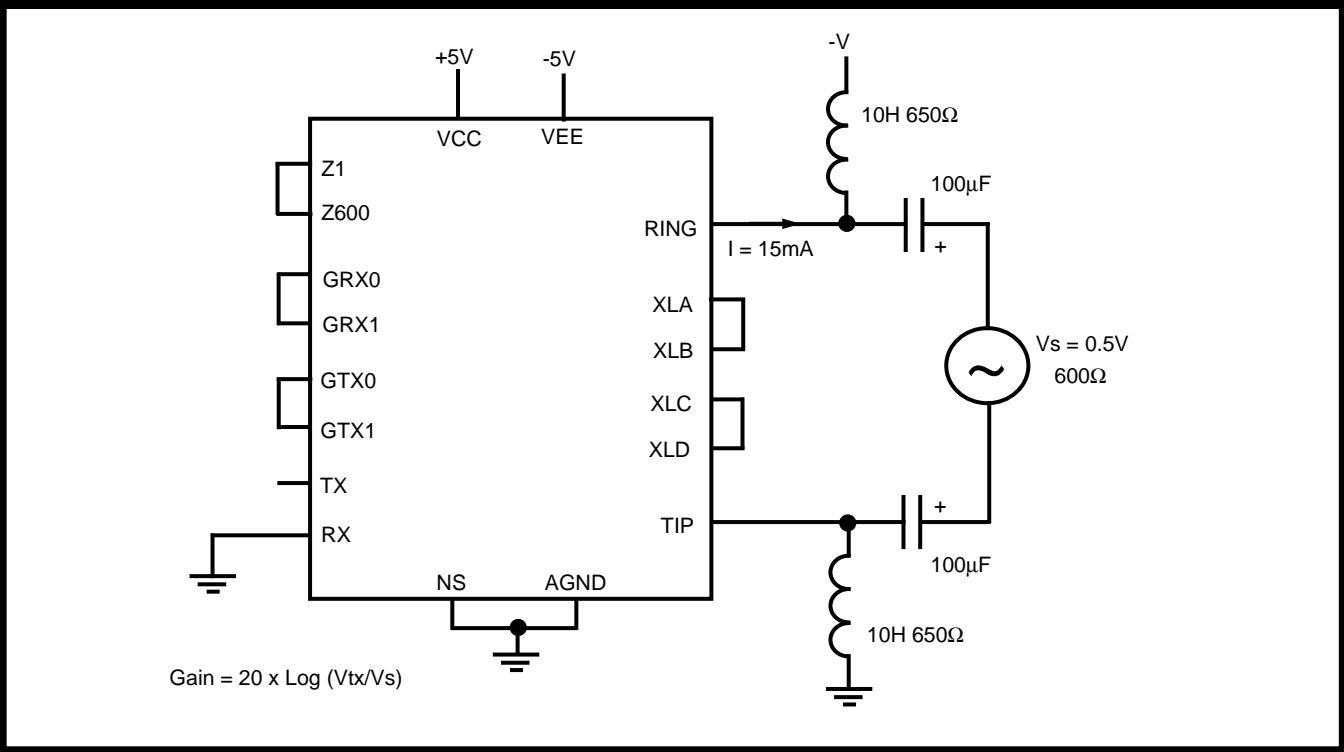 +5V
-5V
-V
VCC
VEE
10H 650Ω
Z1
Z600
100µF
+
RING
I = 15mA
GRX0
GRX1
XLA
XLB
Vs = 0.5V
600Ω
~
GTX0
GTX1
XLC
XLD
TX
RX
TIP
+
100µF
NS
AGND
10H 650Ω
Gain = 20 x Log (Vtx/Vs)